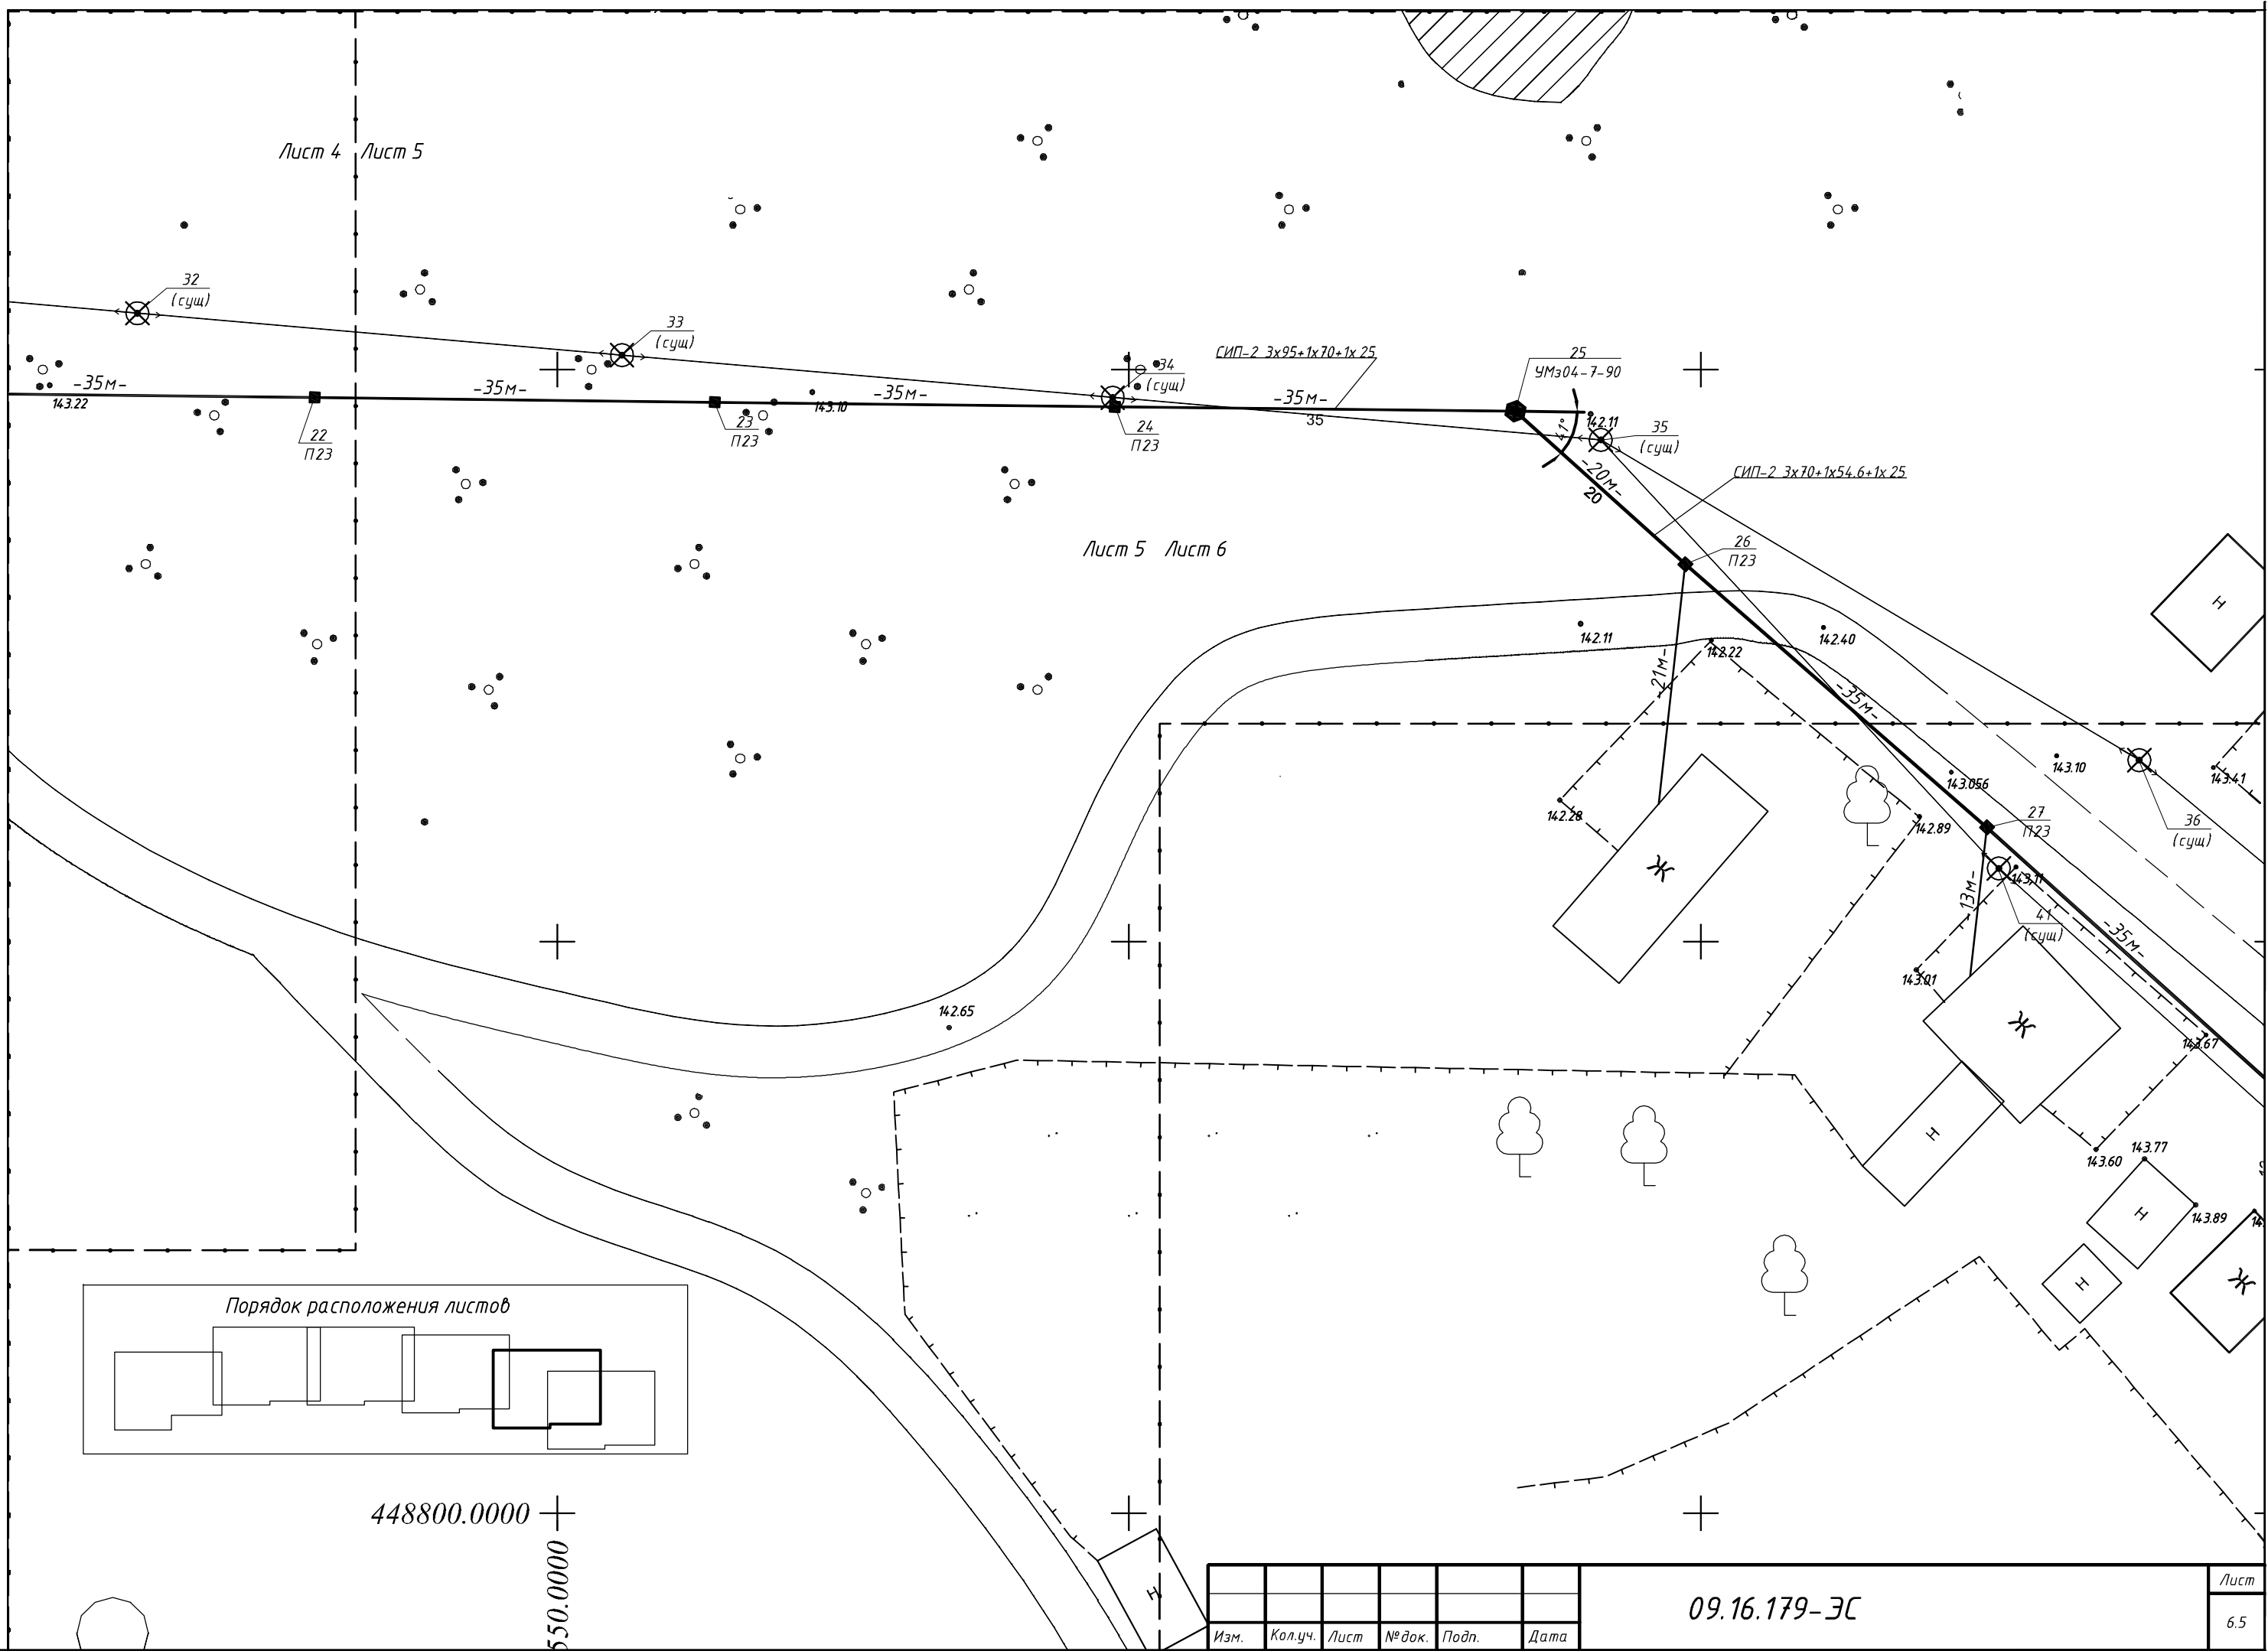 Лист 4 Лист 5
32
(сущ)
33
(сущ)
34
(сущ)
СИП-2 3х95+1х70+1х25
25
УМз04-7-90
-35м-
-35м-
-35м-
-35м-
35
143.22
143.10
142.11
41°
35
(сущ)
22
П23
23
П23
24
П23
-20м-
20
СИП-2 3х70+1х54.6+1х25
Лист 5 Лист 6
26
П23
Н
142.11
142.40
142.22
-21м-
-35м-
143.10
143.41
143.056
142.28
142.89
27
П23
36
(сущ)
Ж
143.11
-13м-
41
(сущ)
-35м-
143.01
142.65
Ж
143.67
Н
143.60
143.77
143.89
Н
Н
Ж
Порядок расположения листов
448800.0000
550.0000
Н
Изм. Кол.уч. Лист №док. Подп. Дата
09.16.179-ЭС
Лист
6.5